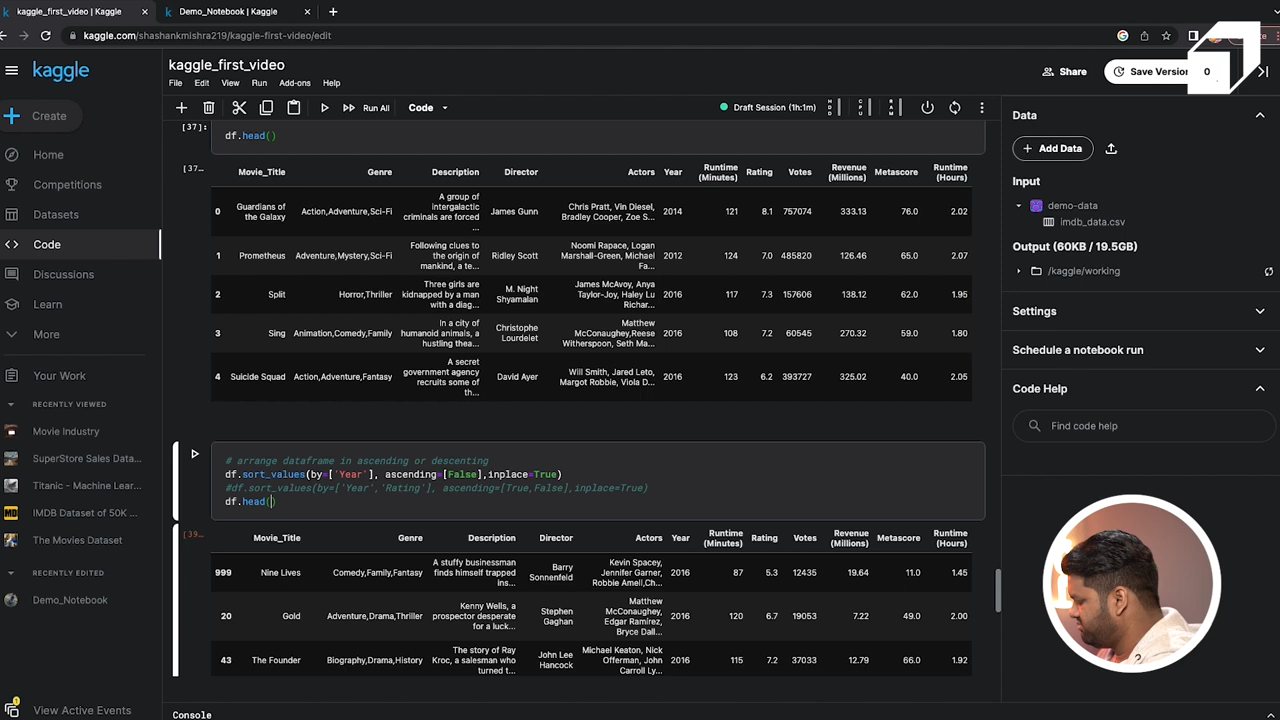 kaggle_first_video | Kaggle
Demo_Notebook | Kaggle
kaggle.com/shashankmishra219/kaggle-first-video/edit
kaggle
kaggle_first_video
File Edit View Run Add-ons Help
Share
Save Version
0
Run All
Code
Draft Session (1h:1m)
Create
Home
Competitions
Datasets
Code
Discussions
Learn
More
Your Work
RECENTLY VIEWED
Movie Industry
SuperStore Sales Data...
Titanic - Machine Lear...
IMDB Dataset of 50K ...
The Movies Dataset
RECENTLY EDITED
Demo_Notebook
View Active Events
[37]:
df.head()
[37...
Movie_Title Genre Description Director Actors Year Runtime (Minutes) Rating Votes Revenue (Millions) Metascore Runtime (Hours)
0 Guardians of the Galaxy Action,Adventure,Sci-Fi A group of intergalactic criminals are forced ... James Gunn Chris Pratt, Vin Diesel, Bradley Cooper, Zoe S... 2014 121 8.1 757074 333.13 76.0 2.02
1 Prometheus Adventure,Mystery,Sci-Fi Following clues to the origin of mankind, a te... Ridley Scott Noomi Rapace, Logan Marshall-Green, Michael Fa... 2012 124 7.0 485820 126.46 65.0 2.07
2 Split Horror,Thriller Three girls are kidnapped by a man with a diag... M. Night Shyamalan James McAvoy, Anya Taylor-Joy, Haley Lu Richar... 2016 117 7.3 157606 138.12 62.0 1.95
3 Sing Animation,Comedy,Family In a city of humanoid animals, a hustling thea... Christophe Lourdelet Matthew McConaughey,Reese Witherspoon, Seth Ma... 2016 108 7.2 60545 270.32 59.0 1.80
4 Suicide Squad Action,Adventure,Fantasy A secret government agency recruits some of th... David Ayer Will Smith, Jared Leto, Margot Robbie, Viola D... 2016 123 6.2 393727 325.02 40.0 2.05
# arrange dataframe in ascending or descenting
df.sort_values(by=['Year'], ascending=[False],inplace=True)
#df.sort_values(by=['Year','Rating'], ascending=[True,False],inplace=True)
df.head()
[39...
Movie_Title Genre Description Director Actors Year Runtime (Minutes) Rating Votes Revenue (Millions) Metascore Runtime (Hours)
999 Nine Lives Comedy,Family,Fantasy A stuffy businessman finds himself trapped ins... Barry Sonnenfeld Kevin Spacey, Jennifer Garner, Robbie Amell,Ch... 2016 87 5.3 12435 19.64 11.0 1.45
20 Gold Adventure,Drama,Thriller Kenny Wells, a prospector desperate for a luck... Stephen Gaghan Matthew McConaughey, Edgar Ramírez, Bryce Dall... 2016 120 6.7 19053 7.22 49.0 2.00
43 The Founder Biography,Drama,History The story of Ray Kroc, a salesman who turned t... John Lee Hancock Michael Keaton, Nick Offerman, John Carroll Ly... 2016 115 7.2 37033 12.79 66.0 1.92
Console
Data
Add Data
Input
demo-data
imdb_data.csv
Output (60KB / 19.5GB)
/kaggle/working
Settings
Schedule a notebook run
Code Help
Find code help